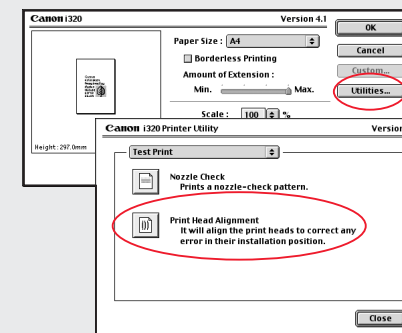 Canon i320 Version 4.1
OK
Paper Size : A4
Cancel
Borderless Printing
Custom...
Amount of Extension :
Utilities...
Min. Max.
Scale : 100 %
Height:297.0mm
Canon i320 Printer Utility Version
Test Print
Nozzle Check
Prints a nozzle-check pattern.
Print Head Alignment
It will align the print heads to correct any
error in their installation position.
Close